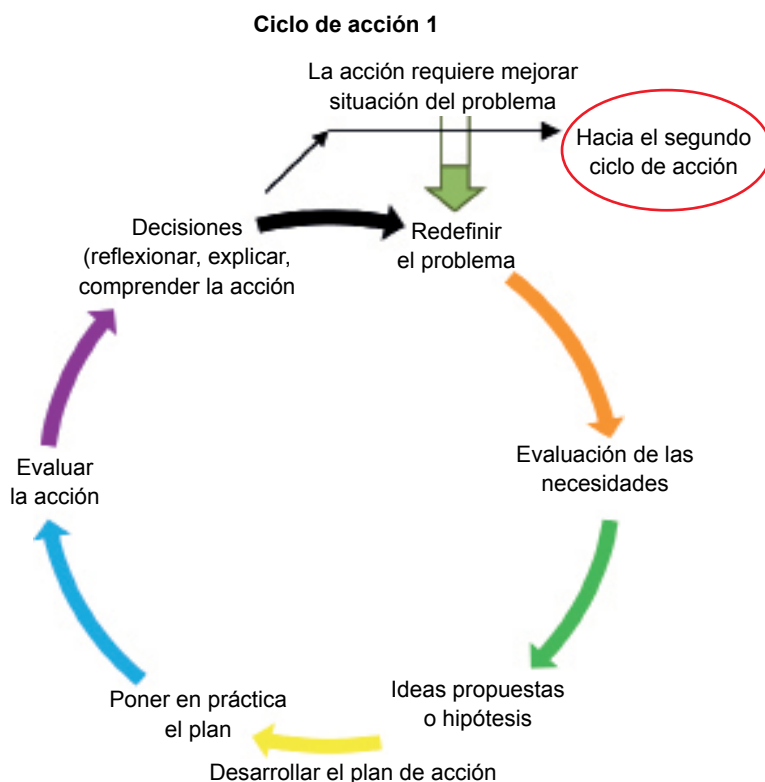 Ciclo de acción 1
La acción requiere mejorar
situación del problema
Hacia el segundo
ciclo de acción
Decisiones
(reflexionar, explicar,
comprender la acción
Redefinir
el problema
Evaluación de las
necesidades
Evaluar
la acción
Ideas propuestas
o hipótesis
Poner en práctica
el plan
Desarrollar el plan de acción